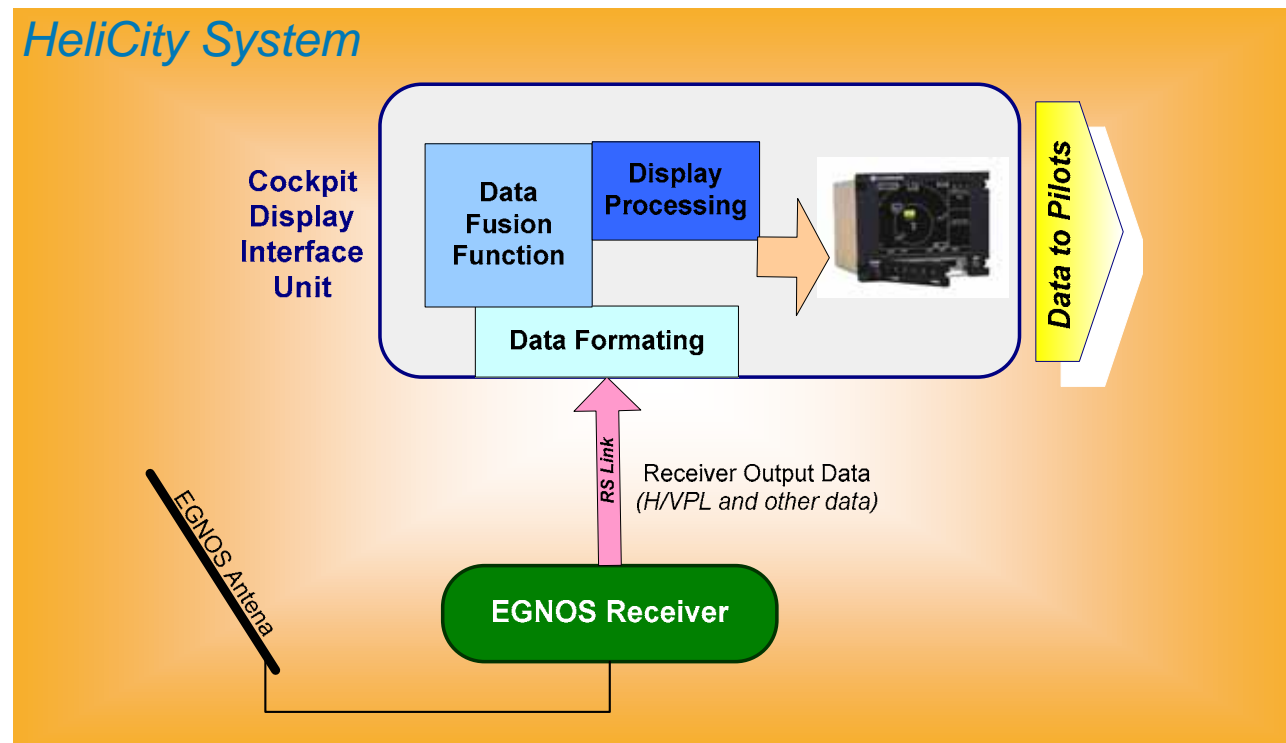 HeliCity System
Cockpit
Display
Interface
Unit
Data
Fusion
Function
Display
Processing
Data Formating
Data to Pilots
RS Link
Receiver Output Data
(H/VPL and other data)
EGNOS Antena
EGNOS Receiver